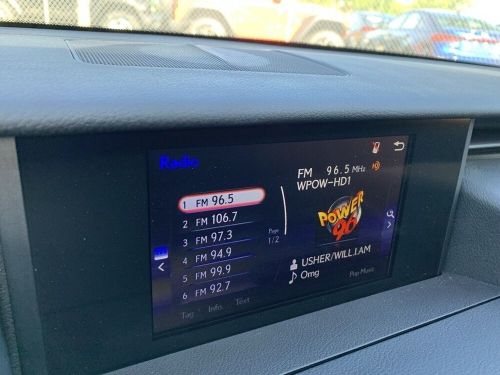 Radio
1 FM 96.5
2 FM 106.7
3 FM 97.3
4 FM 94.9
5 FM 99.9
6 FM 92.7
Page
1/2
Tag Info Text
FM 96.5 MHz
WPOW-HD1
POWER
96
USHER/WILL.I.AM
Omg
Pop Music